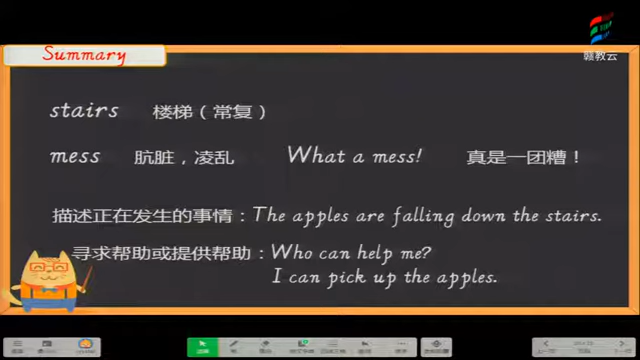 Summary
赣教云
stairs 楼梯（常复）
mess 肮脏，凌乱 What a mess! 真是一团糟！
描述正在发生的事情：The apples are falling down the stairs.
寻求帮助或提供帮助：Who can help me?
I can pick up the apples.